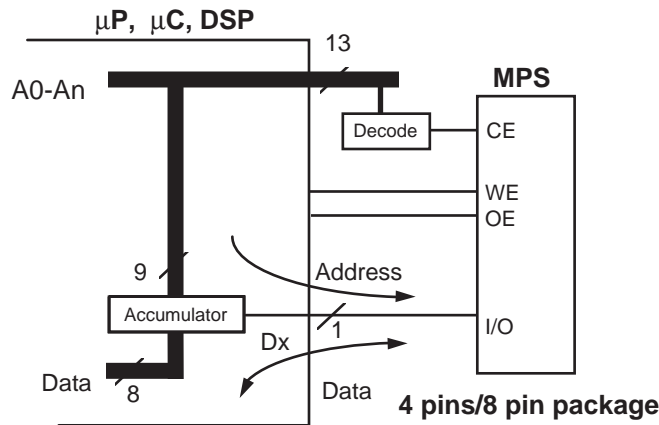 μP, μC, DSP
13
A0-An
MPS
Decode
CE
WE
OE
9
Address
Accumulator
1
I/O
Dx
Data
8
Data
4 pins/8 pin package